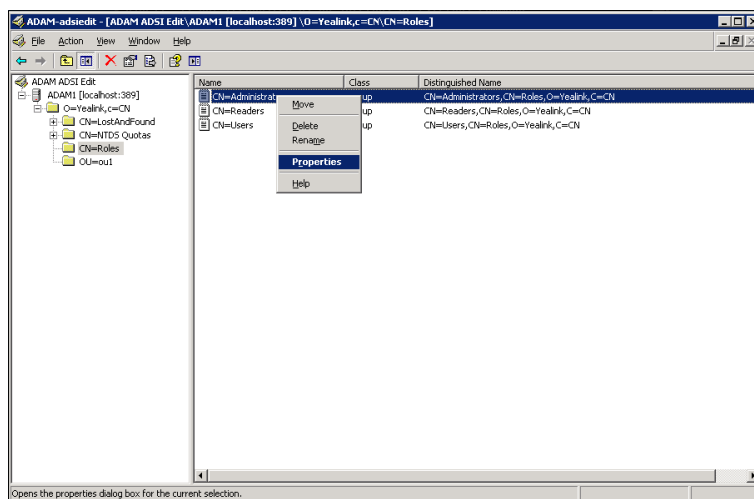 ADAM-adsiedit - [ADAM ADSI Edit\ADAM1 [localhost:389] \O=Yealink,c=CN\CN=Roles]
File Action View Window Help
ADAM ADSI Edit
ADAM1 [localhost:389]
O=Yealink,c=CN
CN=LostAndFound
CN=NTDS Quotas
CN=Roles
OU=ou1
Name Class Distinguished Name
CN=Administrat up CN=Administrators,CN=Roles,O=Yealink,C=CN
CN=Readers up CN=Readers,CN=Roles,O=Yealink,C=CN
CN=Users up CN=Users,CN=Roles,O=Yealink,C=CN
Move
Delete
Rename
Properties
Help
Opens the properties dialog box for the current selection.